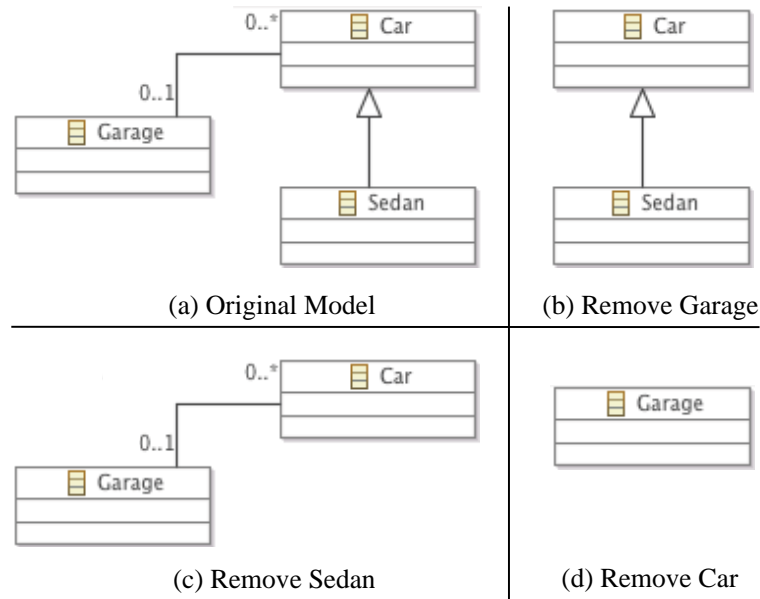 0..*
Car
0..1
Garage
Sedan
(a) Original Model
Car
Sedan
(b) Remove Garage
0..*
Car
0..1
Garage
(c) Remove Sedan
Garage
(d) Remove Car